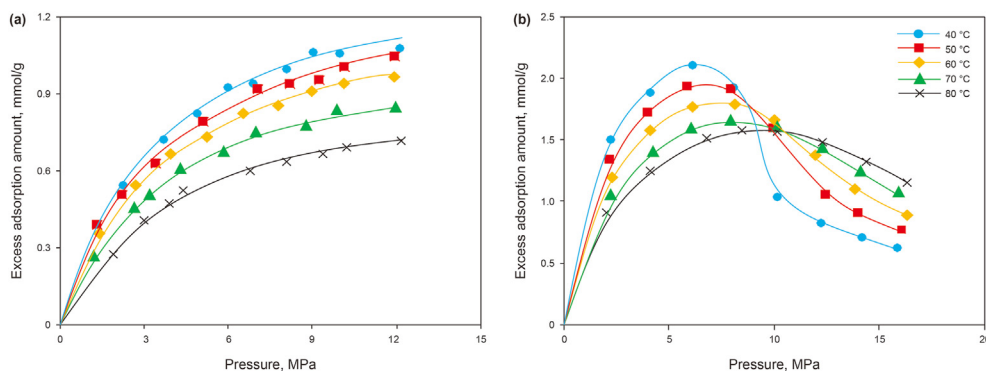 (a)
1.2
0.9
0.6
0.3
0
Excess adsorption amount, mmol/g
0
3
6
9
12
15
Pressure, MPa
(b)
2.5
2.0
1.5
1.0
0.5
0
Excess adsorption amount, mmol/g
0
5
10
15
20
Pressure, MPa
40 °C
50 °C
60 °C
70 °C
80 °C